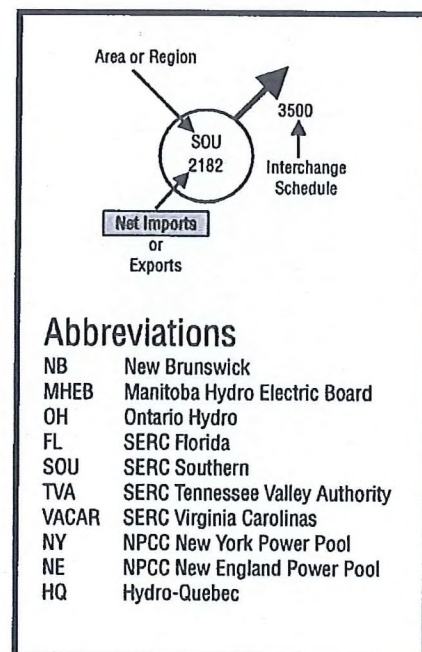 Area or Region
3500
SOU
2182
Interchange
Schedule
Net Imports
or
Exports
Abbreviations
NB New Brunswick
MHEB Manitoba Hydro Electric Board
OH Ontario Hydro
FL SERC Florida
SOU SERC Southern
TVA SERC Tennessee Valley Authority
VACAR SERC Virginia Carolinas
NY NPCC New York Power Pool
NE NPCC New England Power Pool
HQ Hydro-Quebec